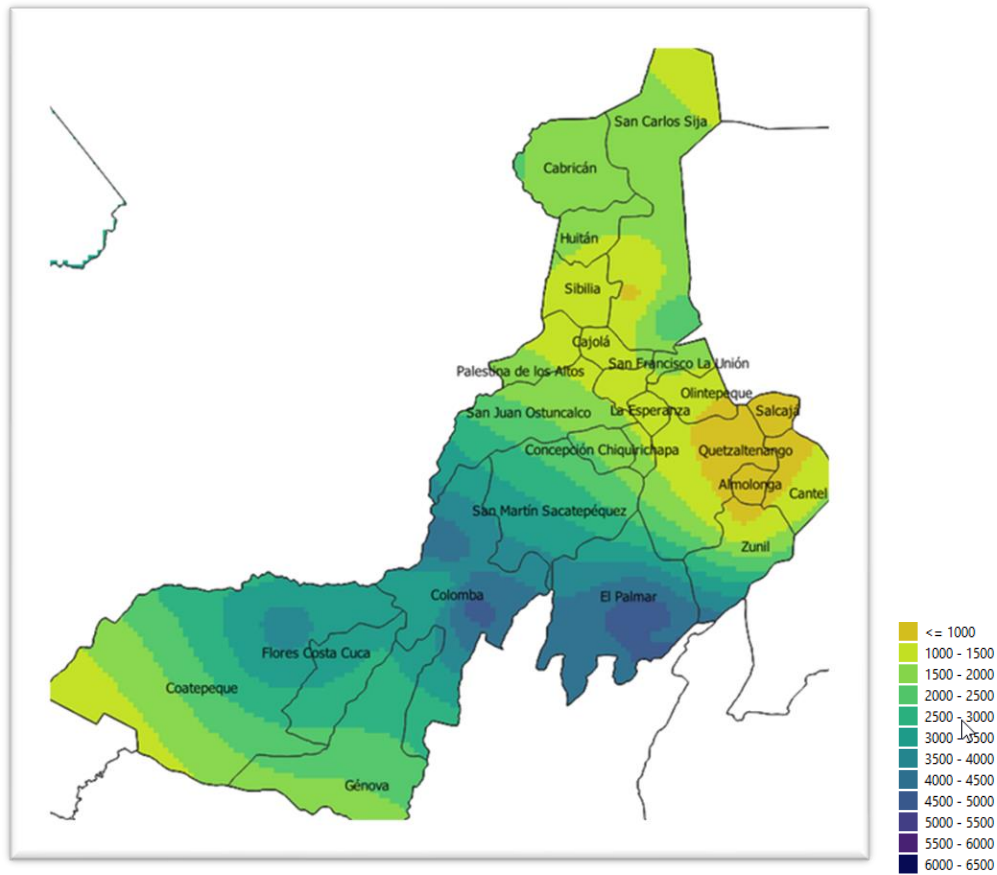 San Carlos Sija
Cabricán
Huitán
Sibilia
Cajolá
San Francisco La Unión
Palestina de los Altos
Olintepeque
San Juan Ostuncalco
La Esperanza
Salcajá
Concepción Chiquirichapa
Quetzaltenango
Almolonga
Cantel
San Martín Sacatepéquez
Zunil
Colomba
El Palmar
Flores Costa Cuca
Coatepeque
Génova
<= 1000
1000 - 1500
1500 - 2000
2000 - 2500
2500 - 3000
3000 - 3500
3500 - 4000
4000 - 4500
4500 - 5000
5000 - 5500
5500 - 6000
6000 - 6500